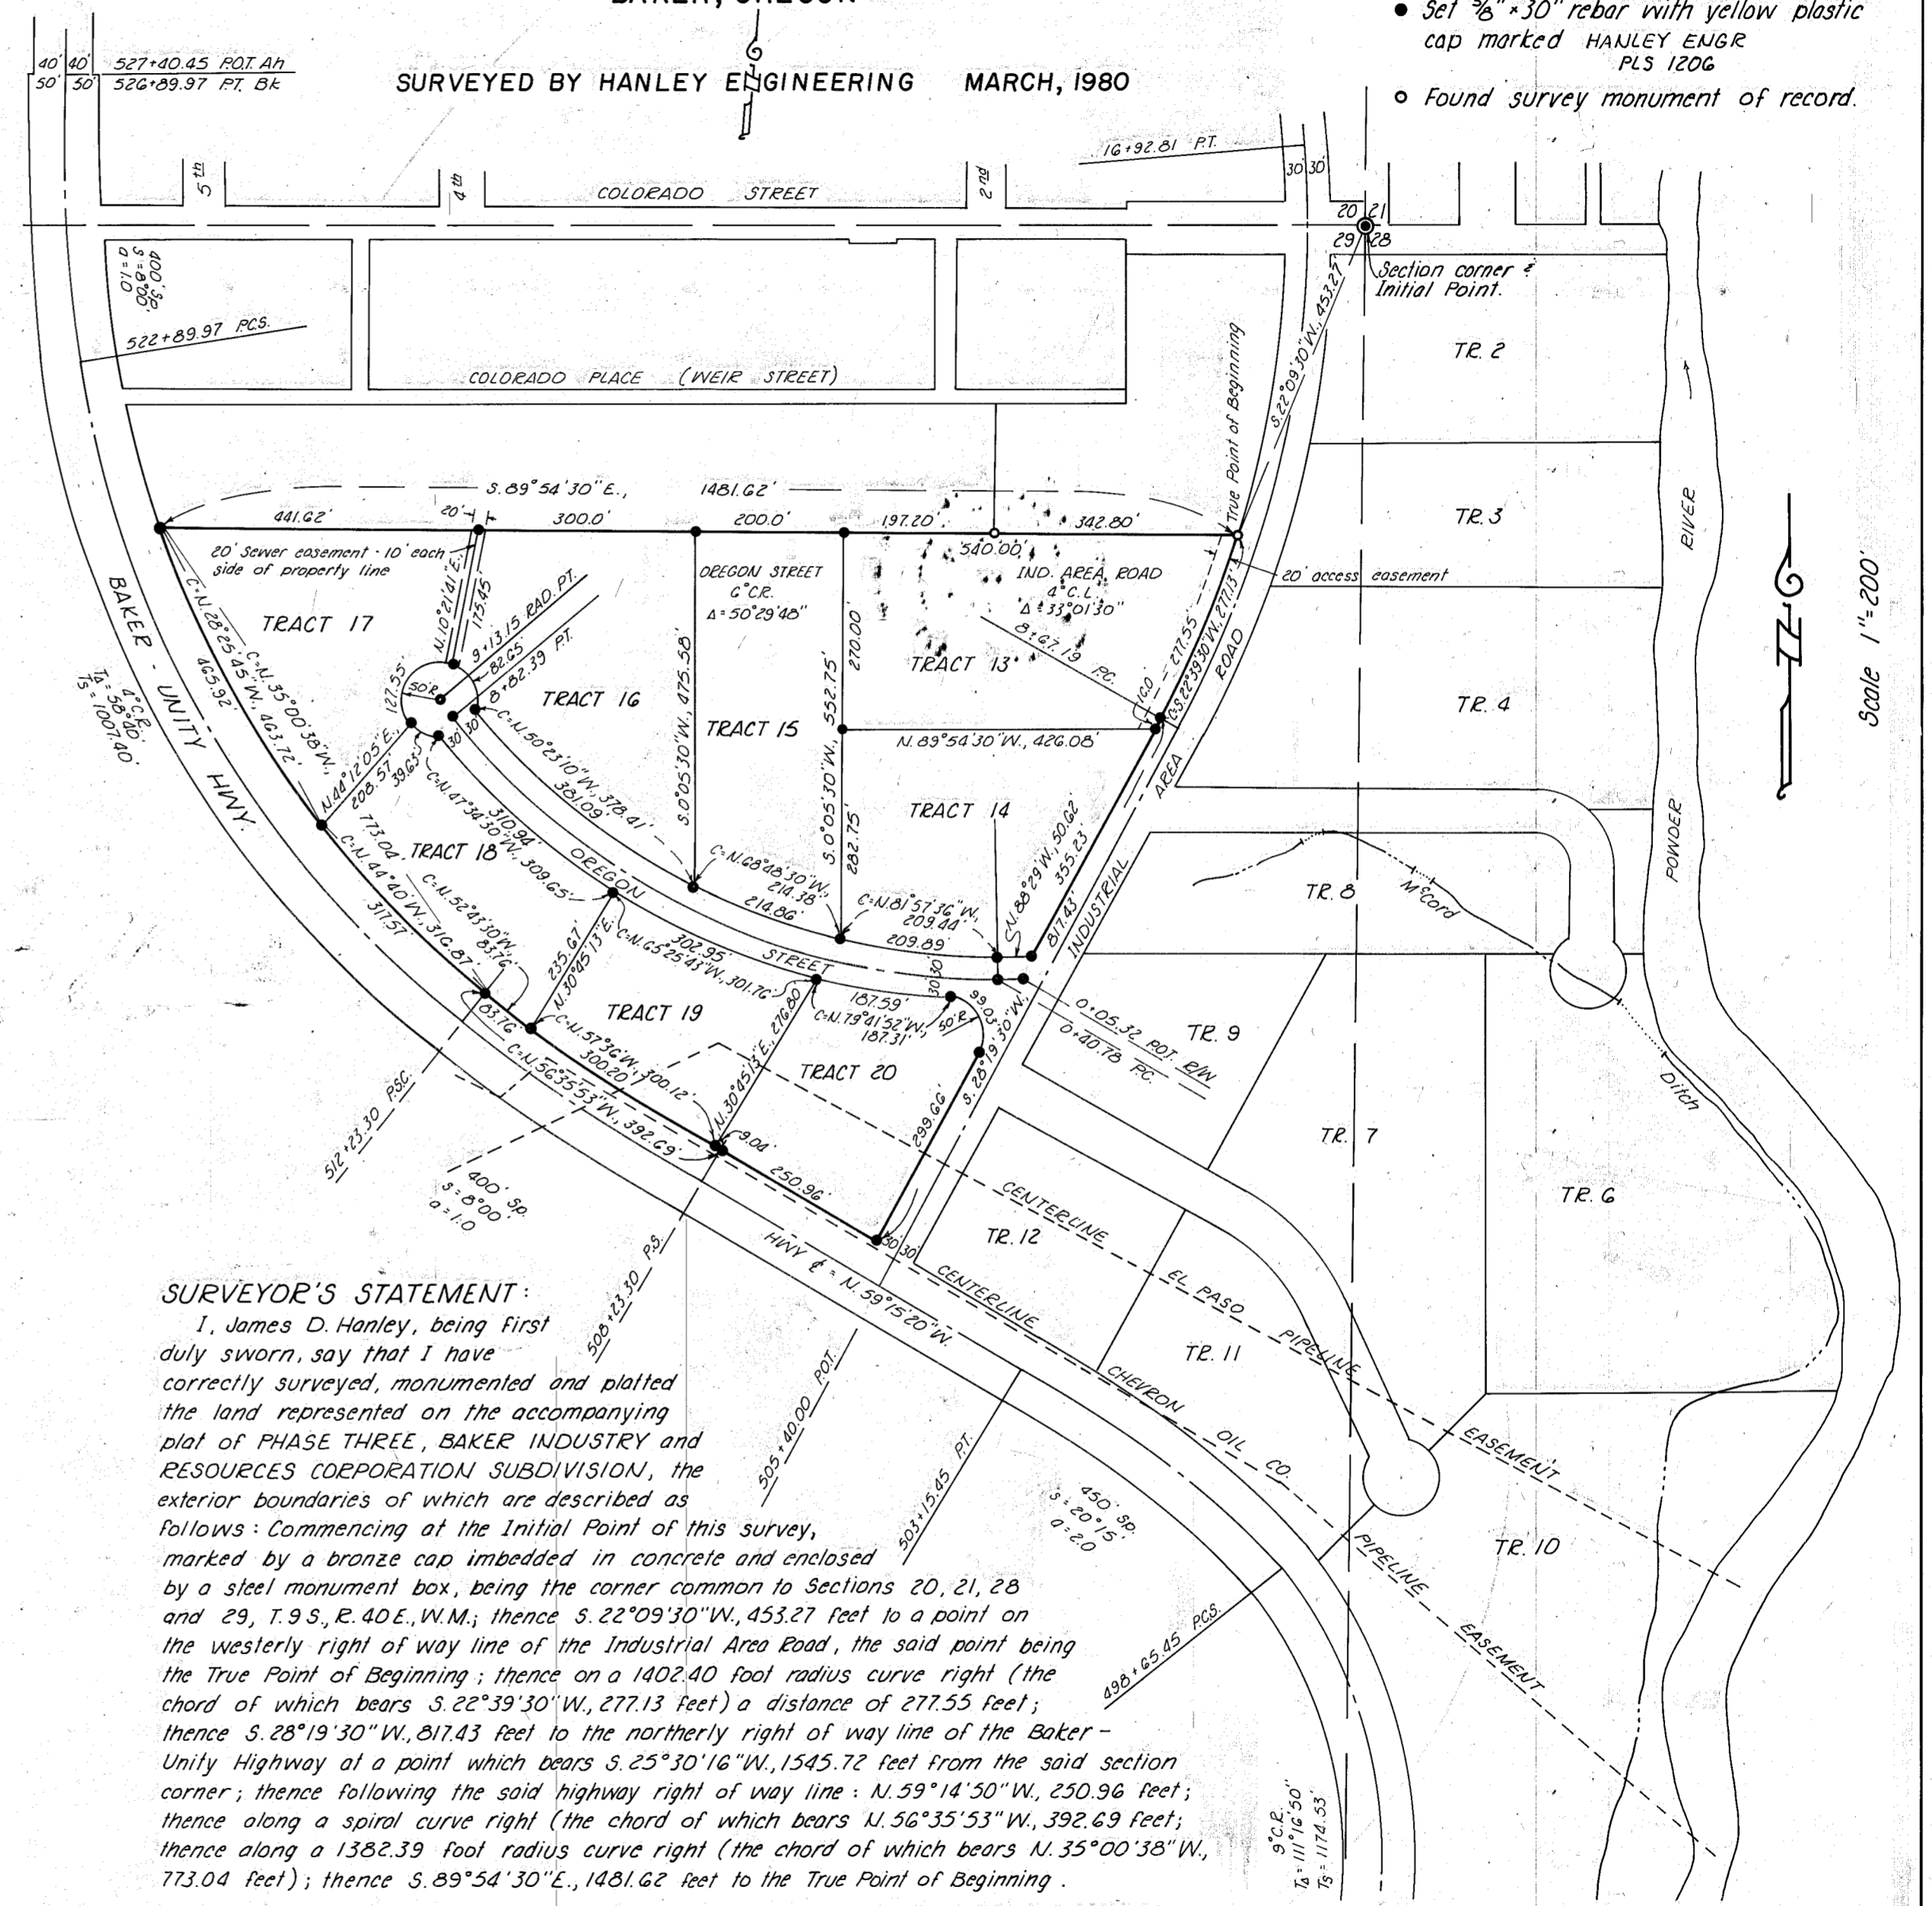 BAKER, OREGON
SURVEYED BY HANLEY ENGINEERING MARCH, 1980
● Set 5/8" × 30" rebar with yellow plastic
cap marked HANLEY ENGR
PLS 1206
○ Found survey monument of record.
40' 40' 527+40.45 P.O.T. Ah
50' 50' 526+89.97 P.T. Bk
5th
4th
2nd
COLORADO STREET
16+92.81 P.T.
30' 30'
20 21
29 28
Section corner &
Initial Point.
400' Sp.
S = 8°00'
a = 1.0
522+89.97 P.C.S.
COLORADO PLACE (WEIR STREET)
True Point of Beginning
S.22°09'30"W., 453.27'
TR. 2
TR. 3
TR. 4
RIVER
POWDER
N
Scale 1"=200'
S.89°54'30"E., 1481.62'
441.62'
20'
300.0'
200.0'
197.20'
342.80'
540.00'
20' sewer easement - 10' each
side of property line
20' access easement
TRACT 17
N.10°21'41"E.,
175.45'
9+13.15 RAD. PT.
82.65'
8+82.39 P.T.
OREGON STREET
6°C.R.
Δ=50°29'48"
IND. AREA ROAD
4°C.L.
Δ=33°01'30"
8+67.19 P.C.
277.55'
C=S.22°39'30"W., 277.13'
16.0'
TRACT 13
270.00'
TRACT 16
TRACT 15
S.0°05'30"W., 475.58'
S.0°05'30"W., 552.75'
N.89°54'30"W., 426.08'
127.55'
50'R.
30' 30'
C=N.50°23'10"W., 378.41'
381.09'
BAKER - UNITY HWY.
4°C.R.
TΔ = 58°40'
Ts = 1007.40'
C=N.28°25'45"W., 463.72'
465.92'
C=N.35°00'38"W.,
773.04'
N.44°12'05"E.,
208.57'
39.63'
C=N.47°34'30"W., 309.65'
310.94'
TRACT 18
TRACT 14
282.75'
C=N.68°48'30"W.,
214.38'
214.86'
C=N.81°57'36"W.,
209.44'
209.89'
N.88°29'W., 50.62'
355.23'
817.43'
INDUSTRIAL AREA ROAD
OREGON STREET
C=N.44°40'W., 316.87'
317.57'
C=N.52°43'30"W.,
83.76'
83.76'
235.67'
N.30°45'13"E.
302.95'
C=N.65°25'43"W., 301.76'
TRACT 19
187.59'
C=N.79°41'52"W.,
187.31'
30' 30'
99.03'
50'R.
S.28°19'30"W.,
0+05.32 P.O.T. R/W
0+40.78 P.C.
C=N.57°36'W., 300.12'
300.20'
C=N.56°35'53"W., 392.69'
N.30°45'13"E., 276.80'
TRACT 20
9.04'
250.96'
299.66'
30' 30'
512+23.30 P.S.C.
400' Sp.
s = 8°00'
a = 1.0
TR. 8
McCord
Ditch
TR. 9
TR. 7
TR. 6
TR. 12
TR. 11
TR. 10
CENTERLINE EL PASO PIPELINE EASEMENT
HWY ℄ = N.59°15'20"W.
CENTERLINE CHEVRON OIL CO. PIPELINE EASEMENT
508+23.30 P.S.
505+40.00 P.O.T.
503+15.45 P.T.
450' Sp.
s = 20°15'
a = 2.0
498+65.45 P.C.S.
9°C.R.
TΔ = 111°16'50"
Ts = 1174.53'
SURVEYOR'S STATEMENT:
I, James D. Hanley, being first
duly sworn, say that I have
correctly surveyed, monumented and platted
the land represented on the accompanying
plat of PHASE THREE, BAKER INDUSTRY and
RESOURCES CORPORATION SUBDIVISION, the
exterior boundaries of which are described as
follows: Commencing at the Initial Point of this survey,
marked by a bronze cap imbedded in concrete and enclosed
by a steel monument box, being the corner common to Sections 20, 21, 28
and 29, T.9 S., R. 40 E., W.M.; thence S.22°09'30"W., 453.27 feet to a point on
the westerly right of way line of the Industrial Area Road, the said point being
the True Point of Beginning; thence on a 1402.40 foot radius curve right (the
chord of which bears S.22°39'30"W., 277.13 feet) a distance of 277.55 feet;
thence S.28°19'30"W., 817.43 feet to the northerly right of way line of the Baker-
Unity Highway at a point which bears S.25°30'16"W., 1545.72 feet from the said section
corner; thence following the said highway right of way line: N.59°14'50"W., 250.96 feet;
thence along a spiral curve right (the chord of which bears N.56°35'53"W., 392.69 feet;
thence along a 1382.39 foot radius curve right (the chord of which bears N.35°00'38"W.,
773.04 feet); thence S.89°54'30"E., 1481.62 feet to the True Point of Beginning.